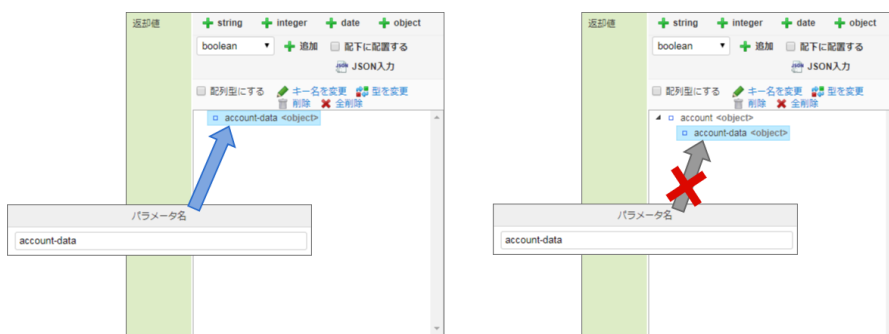 返却値
string integer date object
boolean 追加 配下に配置する
JSON入力
配列型にする キー名を変更 型を変更
削除 全削除
account-data <object>
パラメータ名
account-data
返却値
string integer date object
boolean 追加 配下に配置する
JSON入力
配列型にする キー名を変更 型を変更
削除 全削除
account <object>
account-data <object>
パラメータ名
account-data